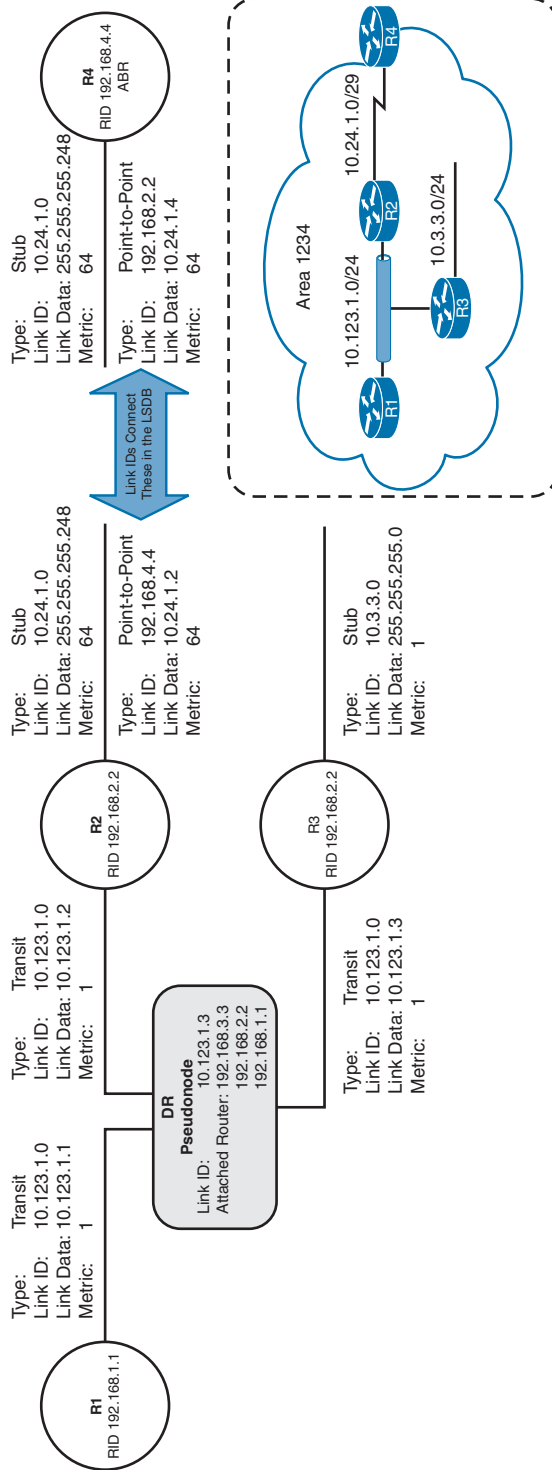 R1
RID 192.168.1.1
Type: Transit
Link ID: 10.123.1.0
Link Data: 10.123.1.1
Metric: 1
DR
Pseudonode
Link ID: 10.123.1.3
Attached Router: 192.168.3.3
192.168.2.2
192.168.1.1
Type: Transit
Link ID: 10.123.1.0
Link Data: 10.123.1.2
Metric: 1
R2
RID 192.168.2.2
Type: Stub
Link ID: 10.24.1.0
Link Data: 255.255.255.248
Metric: 64
Type: Point-to-Point
Link ID: 192.168.4.4
Link Data: 10.24.1.2
Metric: 64
Link IDs Connect
These in the LSDB
Type: Stub
Link ID: 10.24.1.0
Link Data: 255.255.255.248
Metric: 64
Type: Point-to-Point
Link ID: 192.168.2.2
Link Data: 10.24.1.4
Metric: 64
R4
RID 192.168.4.4
ABR
Type: Transit
Link ID: 10.123.1.0
Link Data: 10.123.1.3
Metric: 1
R3
RID 192.168.2.2
Type: Stub
Link ID: 10.3.3.0
Link Data: 255.255.255.0
Metric: 1
Area 1234
10.123.1.0/24
10.24.1.0/29
R1
R2
R4
10.3.3.0/24
R3